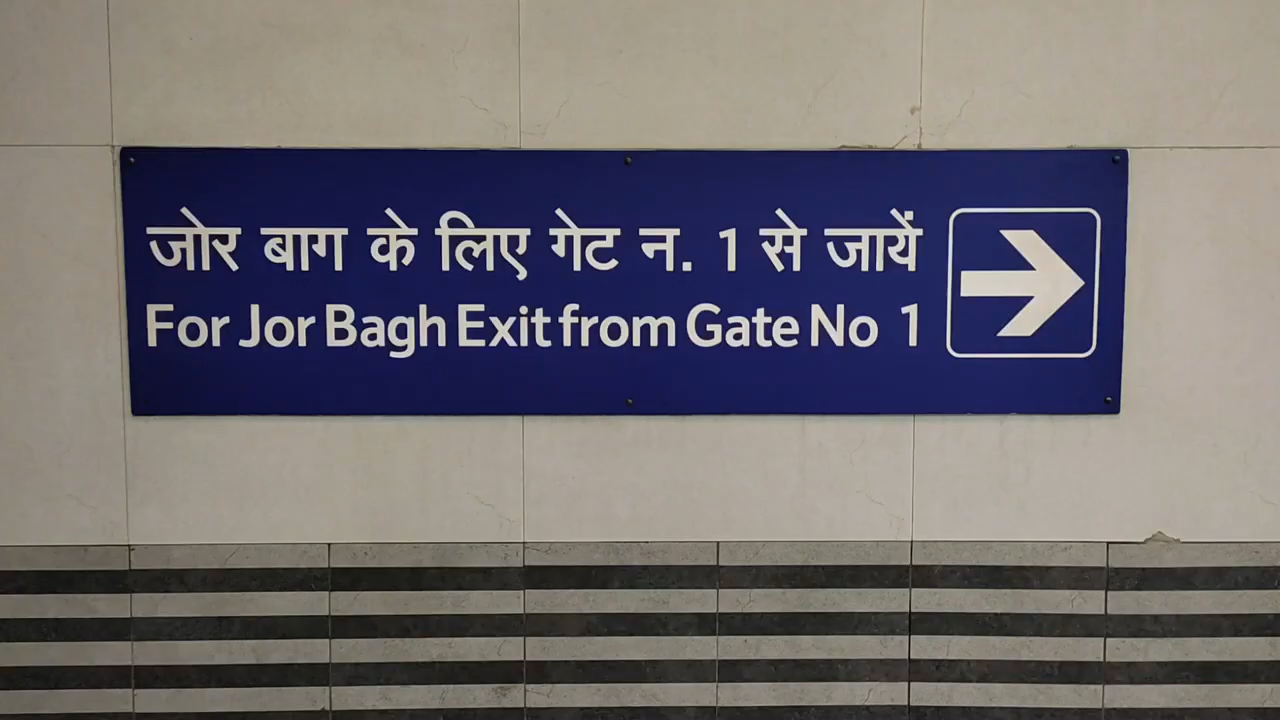 जोर बाग के लिए गेट न. 1 से जायें
For Jor Bagh Exit from Gate No 1